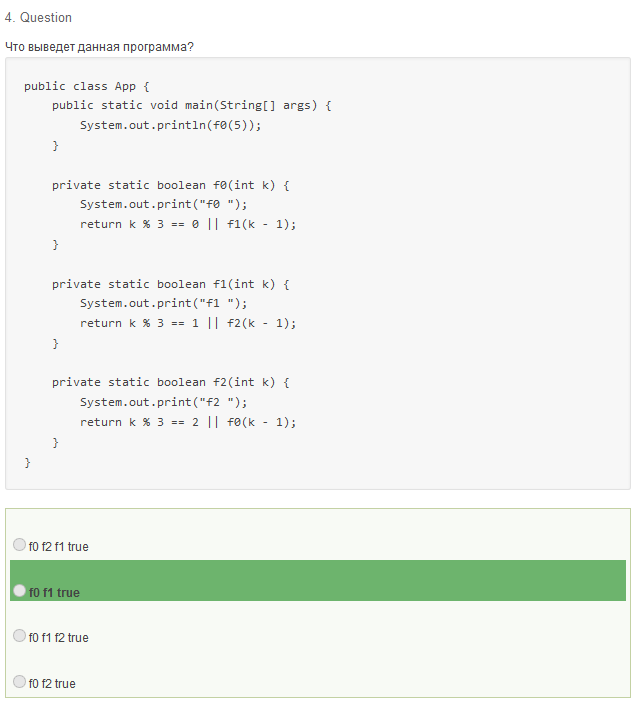 4. Question
Что выведет данная программа?
public class App {
    public static void main(String[] args) {
        System.out.println(f0(5));
    }
    private static boolean f0(int k) {
        System.out.print("f0 ");
        return k % 3 == 0 || f1(k - 1);
    }
    private static boolean f1(int k) {
        System.out.print("f1 ");
        return k % 3 == 1 || f2(k - 1);
    }
    private static boolean f2(int k) {
        System.out.print("f2 ");
        return k % 3 == 2 || f0(k - 1);
    }
}
f0 f2 f1 true
f0 f1 true
f0 f1 f2 true
f0 f2 true